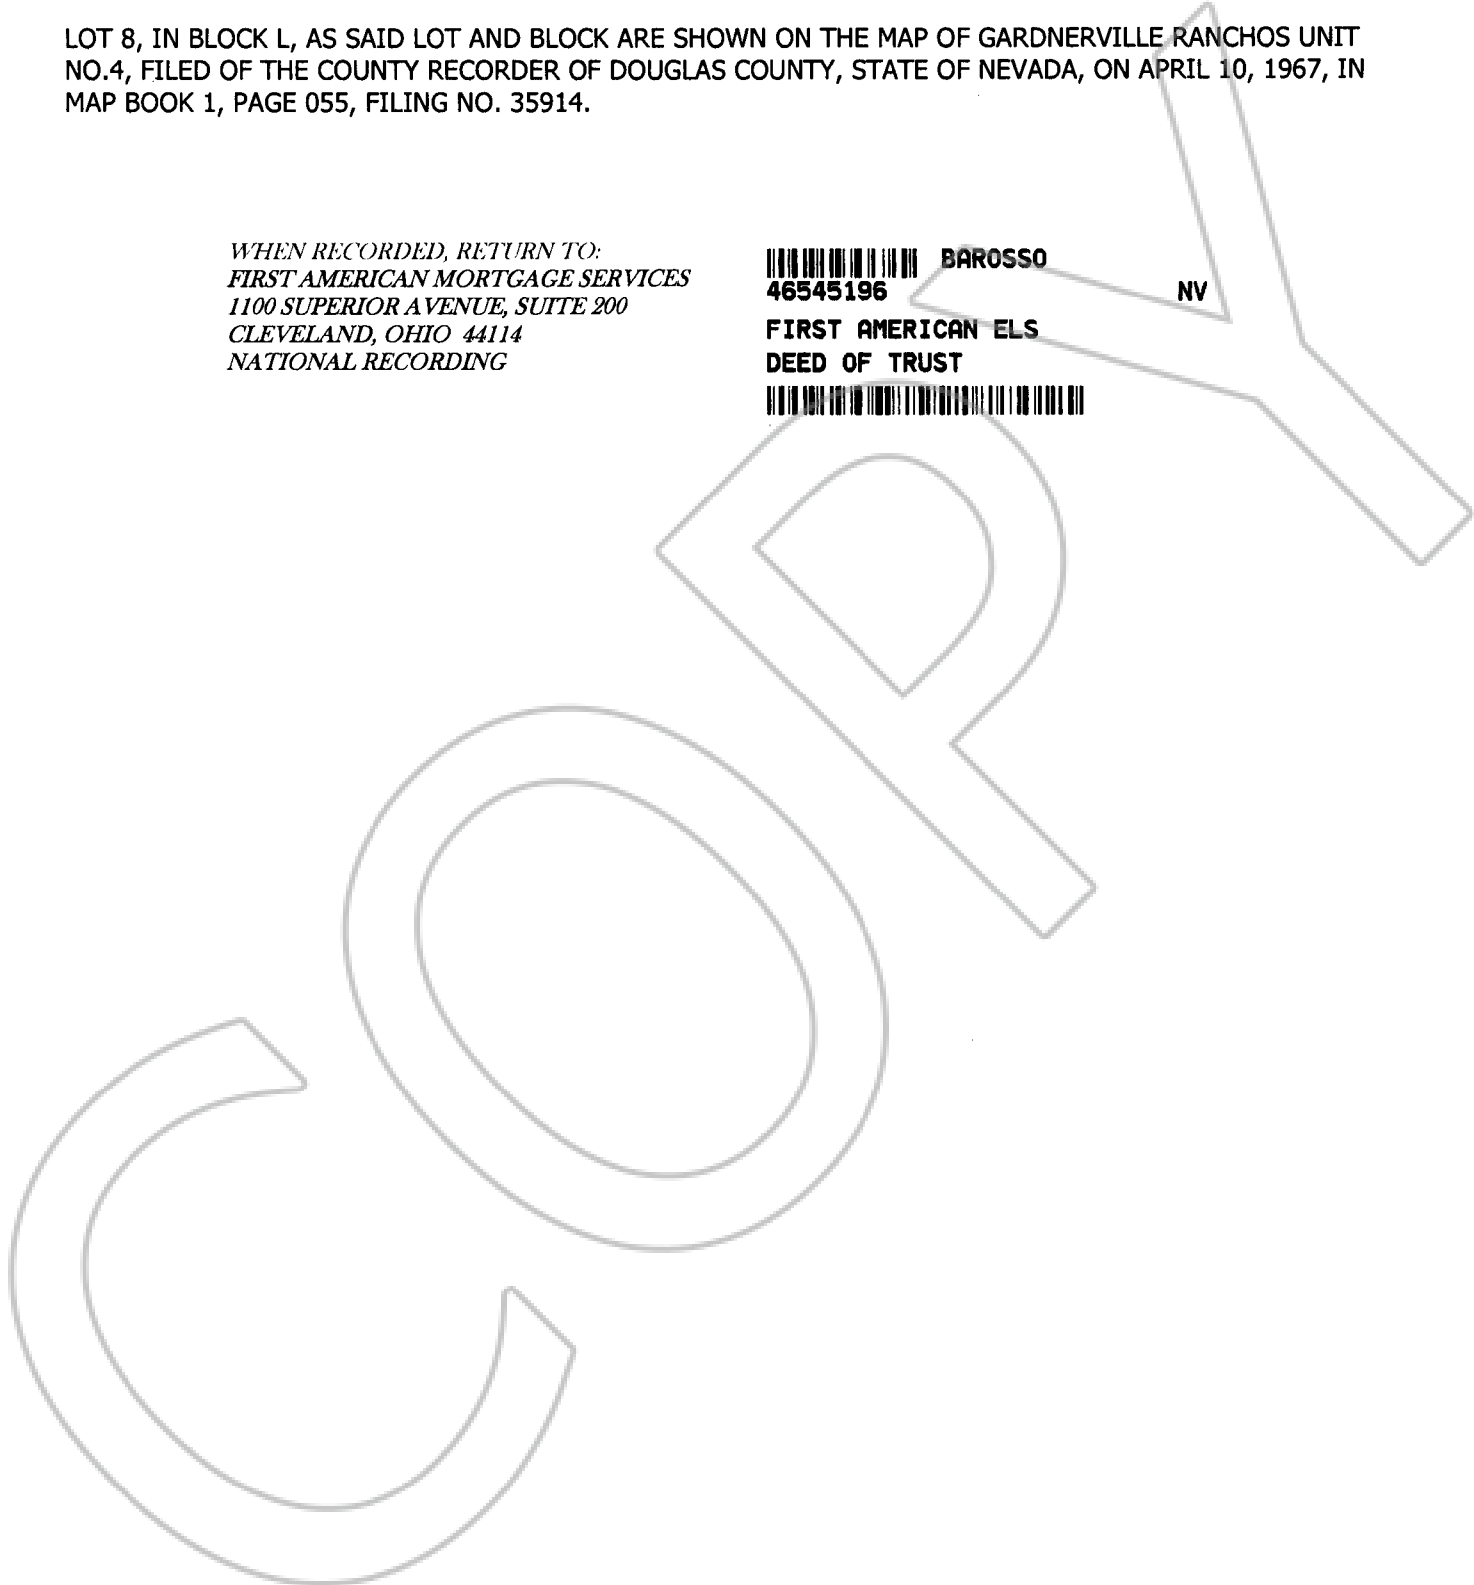 LOT 8, IN BLOCK L, AS SAID LOT AND BLOCK ARE SHOWN ON THE MAP OF GARDNERVILLE RANCHOS UNIT
NO.4, FILED OF THE COUNTY RECORDER OF DOUGLAS COUNTY, STATE OF NEVADA, ON APRIL 10, 1967, IN
MAP BOOK 1, PAGE 055, FILING NO. 35914.
WHEN RECORDED, RETURN TO:
FIRST AMERICAN MORTGAGE SERVICES
1100 SUPERIOR AVENUE, SUITE 200
CLEVELAND, OHIO 44114
NATIONAL RECORDING
BAROSSO
46545196 NV
FIRST AMERICAN ELS
DEED OF TRUST
COPY